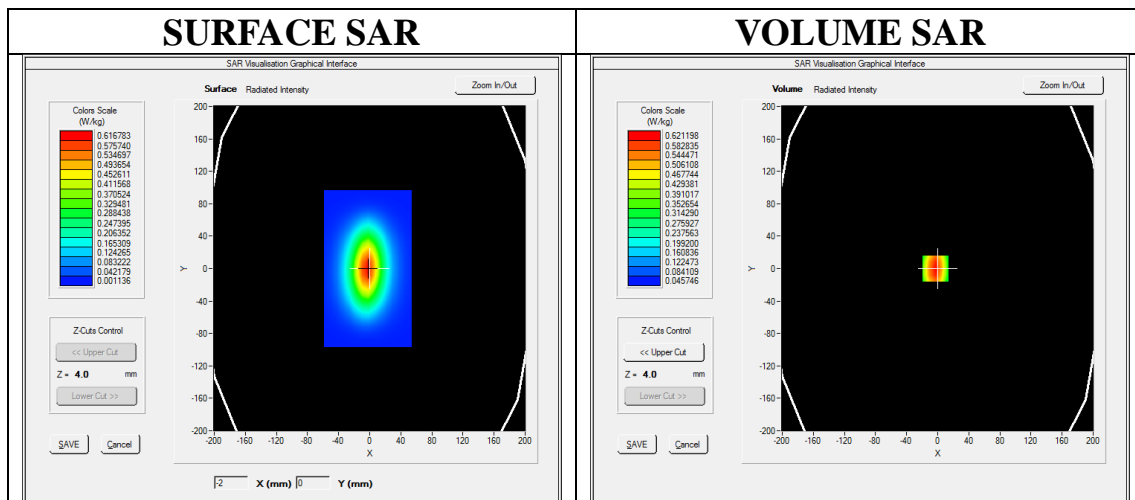 SURFACE SAR
SAR Visualisation Graphical Interface
Surface Radiated Intensity
Zoom In/Out
Colors Scale
(W/kg)
0.616783
0.575740
0.534697
0.493654
0.452611
0.411568
0.370524
0.329481
0.288438
0.247395
0.206352
0.165309
0.124265
0.083222
0.042179
0.001136
Z-Cuts Control
<< Upper Cut
Z = 4.0 mm
Lower Cut >>
SAVE Cancel
200
160
120
80
40
0
-40
-80
-120
-160
-200
Y
-200 -160 -120 -80 -40 0 40 80 120 160 200
X
-2 X (mm) 0 Y (mm)
VOLUME SAR
SAR Visualisation Graphical Interface
Volume Radiated Intensity
Zoom In/Out
Colors Scale
(W/kg)
0.621198
0.582835
0.544471
0.506108
0.467744
0.429381
0.391017
0.352654
0.314290
0.275927
0.237563
0.199200
0.160836
0.122473
0.084109
0.045746
Z-Cuts Control
<< Upper Cut
Z = 4.0 mm
Lower Cut >>
SAVE Cancel
200
160
120
80
40
0
-40
-80
-120
-160
-200
Y
-200 -160 -120 -80 -40 0 40 80 120 160 200
X